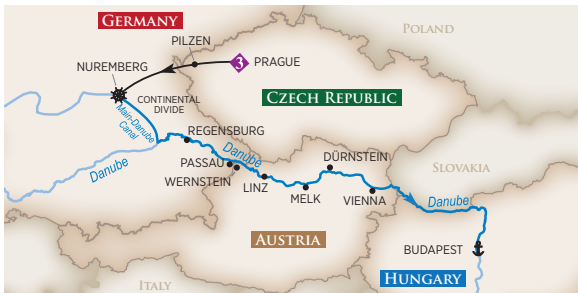 GERMANY
POLAND
PILZEN
3
PRAGUE
NUREMBERG
CONTINENTAL
DIVIDE
CZECH REPUBLIC
Main-Danube
Canal
REGENSBURG
Danube
Danube
PASSAU
WERNSTEIN
LINZ
DÜRNSTEIN
MELK
VIENNA
SLOVAKIA
Danube
AUSTRIA
BUDAPEST
HUNGARY
ITALY